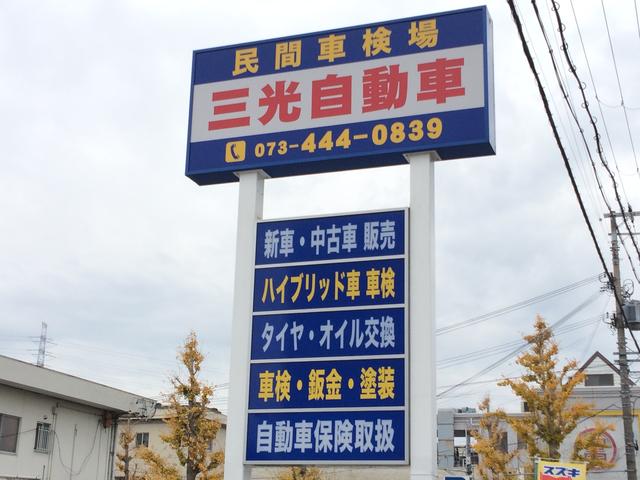 民間車検場
三光自動車
073-444-0839
新車・中古車 販売
ハイブリッド車 車検
タイヤ・オイル交換
車検・鈑金・塗装
自動車保険取扱
スズキ